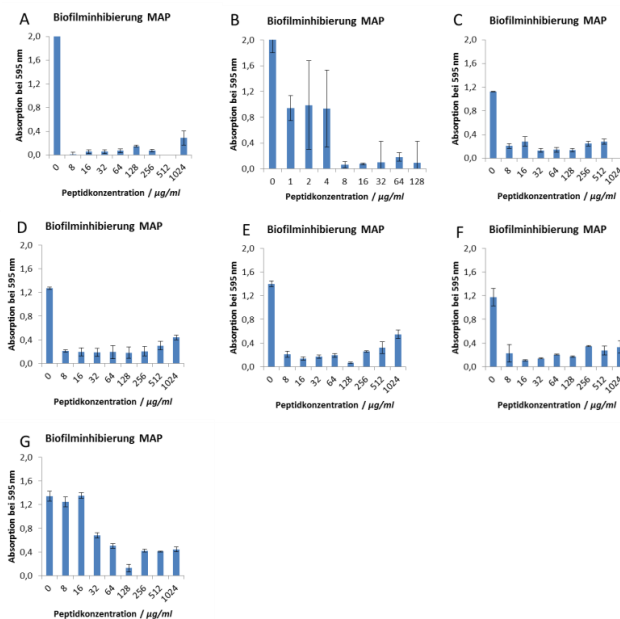 A
Biofilminhibierung MAP
2,0
1,6
1,2
0,8
0,4
0,0
Absorption bei 595 nm
0 8 16 32 64 128 256 512 1024
Peptidkonzentration / µg/ml
B
Biofilminhibierung MAP
2,0
1,6
1,2
0,8
0,4
0,0
Absorption bei 595 nm
0 1 2 4 8 16 32 64 128
Peptidkonzentration / µg/ml
C
Biofilminhibierung MAP
2,0
1,6
1,2
0,8
0,4
0,0
Absorption bei 595 nm
0 8 16 32 64 128 256 512 1024
Peptidkonzentration / µg/ml
D
Biofilminhibierung MAP
2,0
1,6
1,2
0,8
0,4
0,0
Absorption bei 595 nm
0 8 16 32 64 128 256 512 1024
Peptidkonzentration / µg/ml
E
Biofilminhibierung MAP
2,0
1,6
1,2
0,8
0,4
0,0
Absorption bei 595 nm
0 8 16 32 64 128 256 512 1024
Peptidkonzentration / µg/ml
F
Biofilminhibierung MAP
2,0
1,6
1,2
0,8
0,4
0,0
Absorption bei 595 nm
0 8 16 32 64 128 256 512 1024
Peptidkonzentration / µg/ml
G
Biofilminhibierung MAP
2,0
1,6
1,2
0,8
0,4
0,0
Absorption bei 595 nm
0 8 16 32 64 128 256 512 1024
Peptidkonzentration / µg/ml